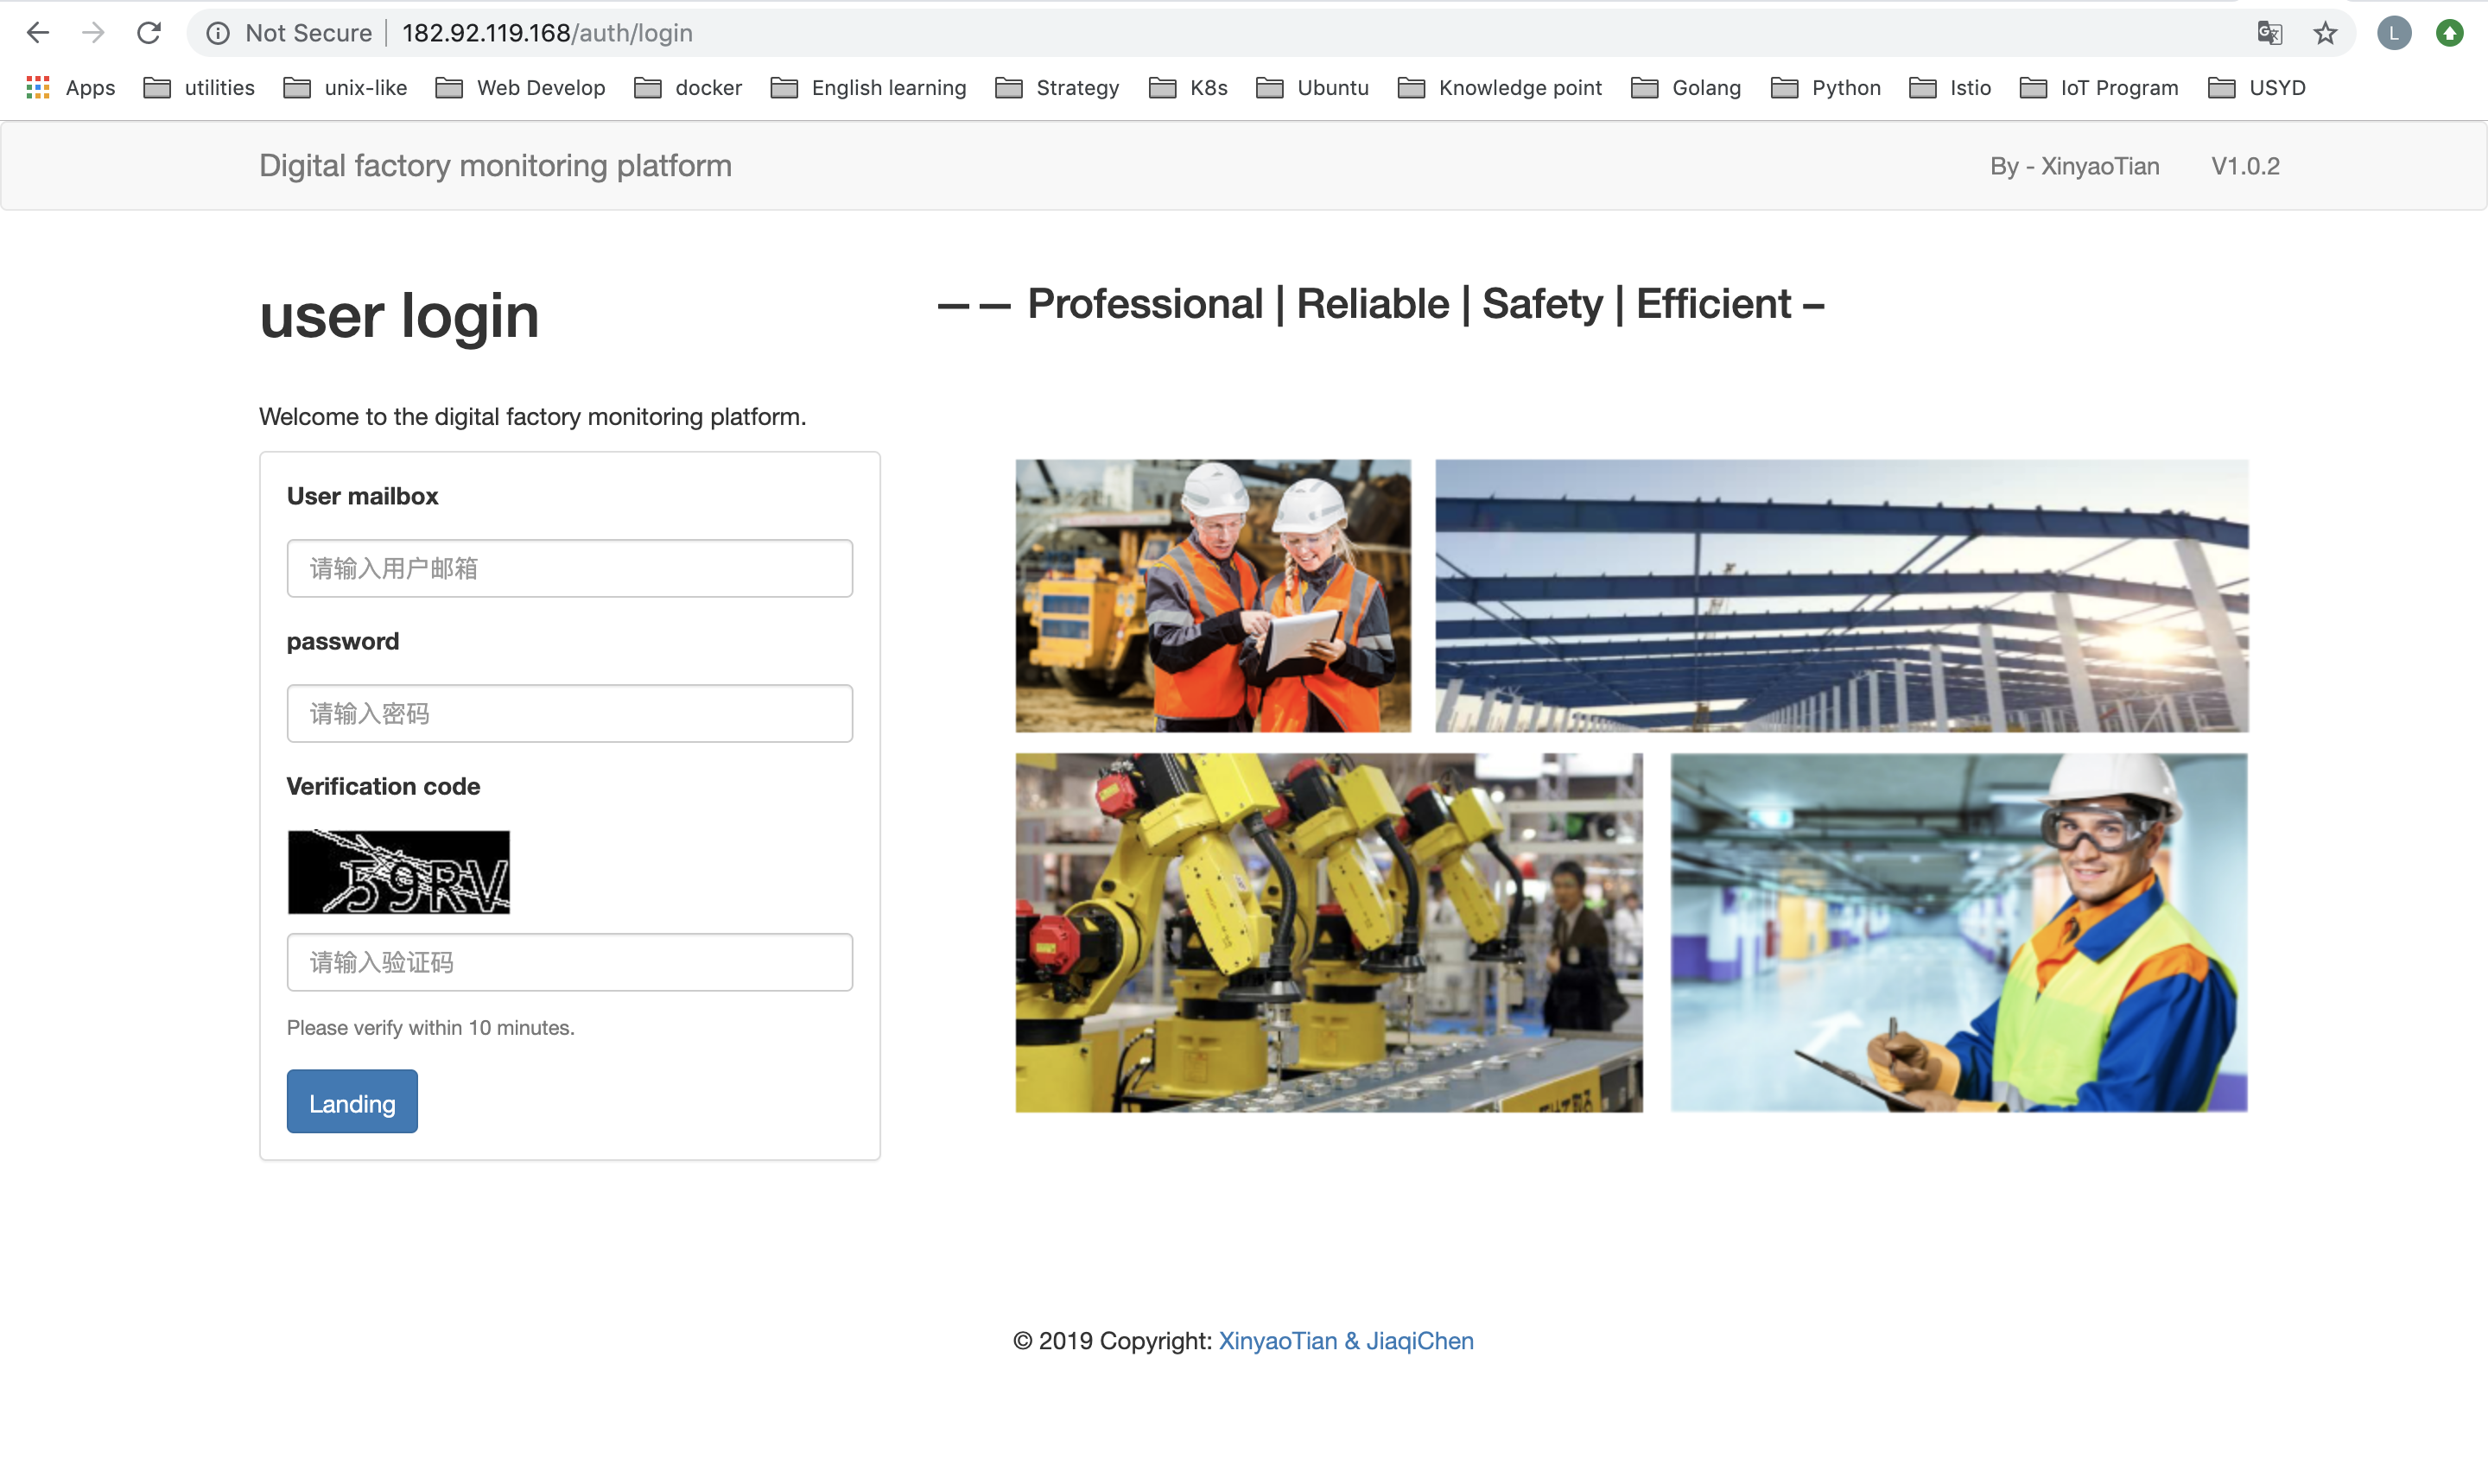 Not Secure | 182.92.119.168/auth/login
L
Apps utilities unix-like Web Develop docker English learning Strategy K8s Ubuntu Knowledge point Golang Python Istio IoT Program USYD
Digital factory monitoring platform By - XinyaoTian V1.0.2
user login
—— Professional | Reliable | Safety | Efficient –
Welcome to the digital factory monitoring platform.
User mailbox
请输入用户邮箱
password
请输入密码
Verification code
59RV
请输入验证码
Please verify within 10 minutes.
Landing
© 2019 Copyright: XinyaoTian & JiaqiChen